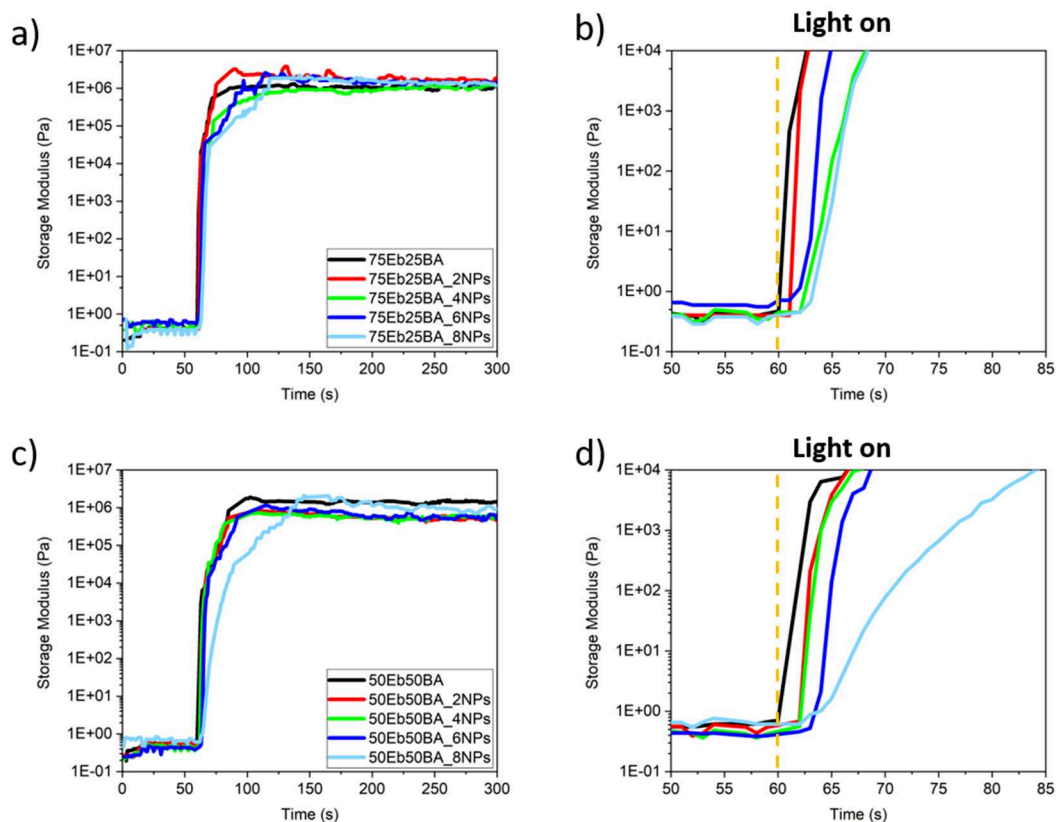 a)
Storage Modulus (Pa)
1E+07
1E+06
1E+05
1E+04
1E+03
1E+02
1E+01
1E+00
1E-01
75Eb25BA
75Eb25BA_2NPs
75Eb25BA_4NPs
75Eb25BA_6NPs
75Eb25BA_8NPs
0 50 100 150 200 250 300
Time (s)
b)
Light on
Storage Modulus (Pa)
1E+04
1E+03
1E+02
1E+01
1E+00
1E-01
50 55 60 65 70 75 80 85
Time (s)
c)
Storage Modulus (Pa)
1E+07
1E+06
1E+05
1E+04
1E+03
1E+02
1E+01
1E+00
1E-01
50Eb50BA
50Eb50BA_2NPs
50Eb50BA_4NPs
50Eb50BA_6NPs
50Eb50BA_8NPs
0 50 100 150 200 250 300
Time (s)
d)
Light on
Storage Modulus (Pa)
1E+04
1E+03
1E+02
1E+01
1E+00
1E-01
50 55 60 65 70 75 80 85
Time (s)